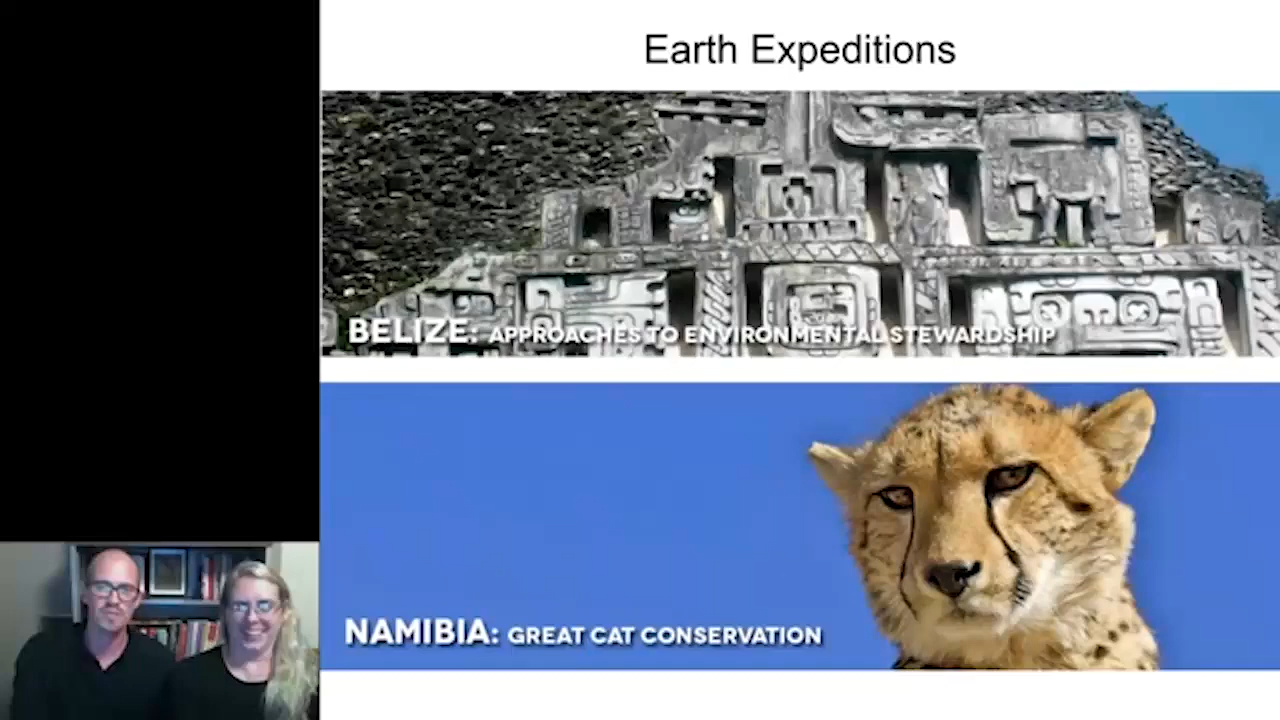 Earth Expeditions
BELIZE: APPROACHES TO ENVIRONMENTAL STEWARDSHIP
NAMIBIA: GREAT CAT CONSERVATION